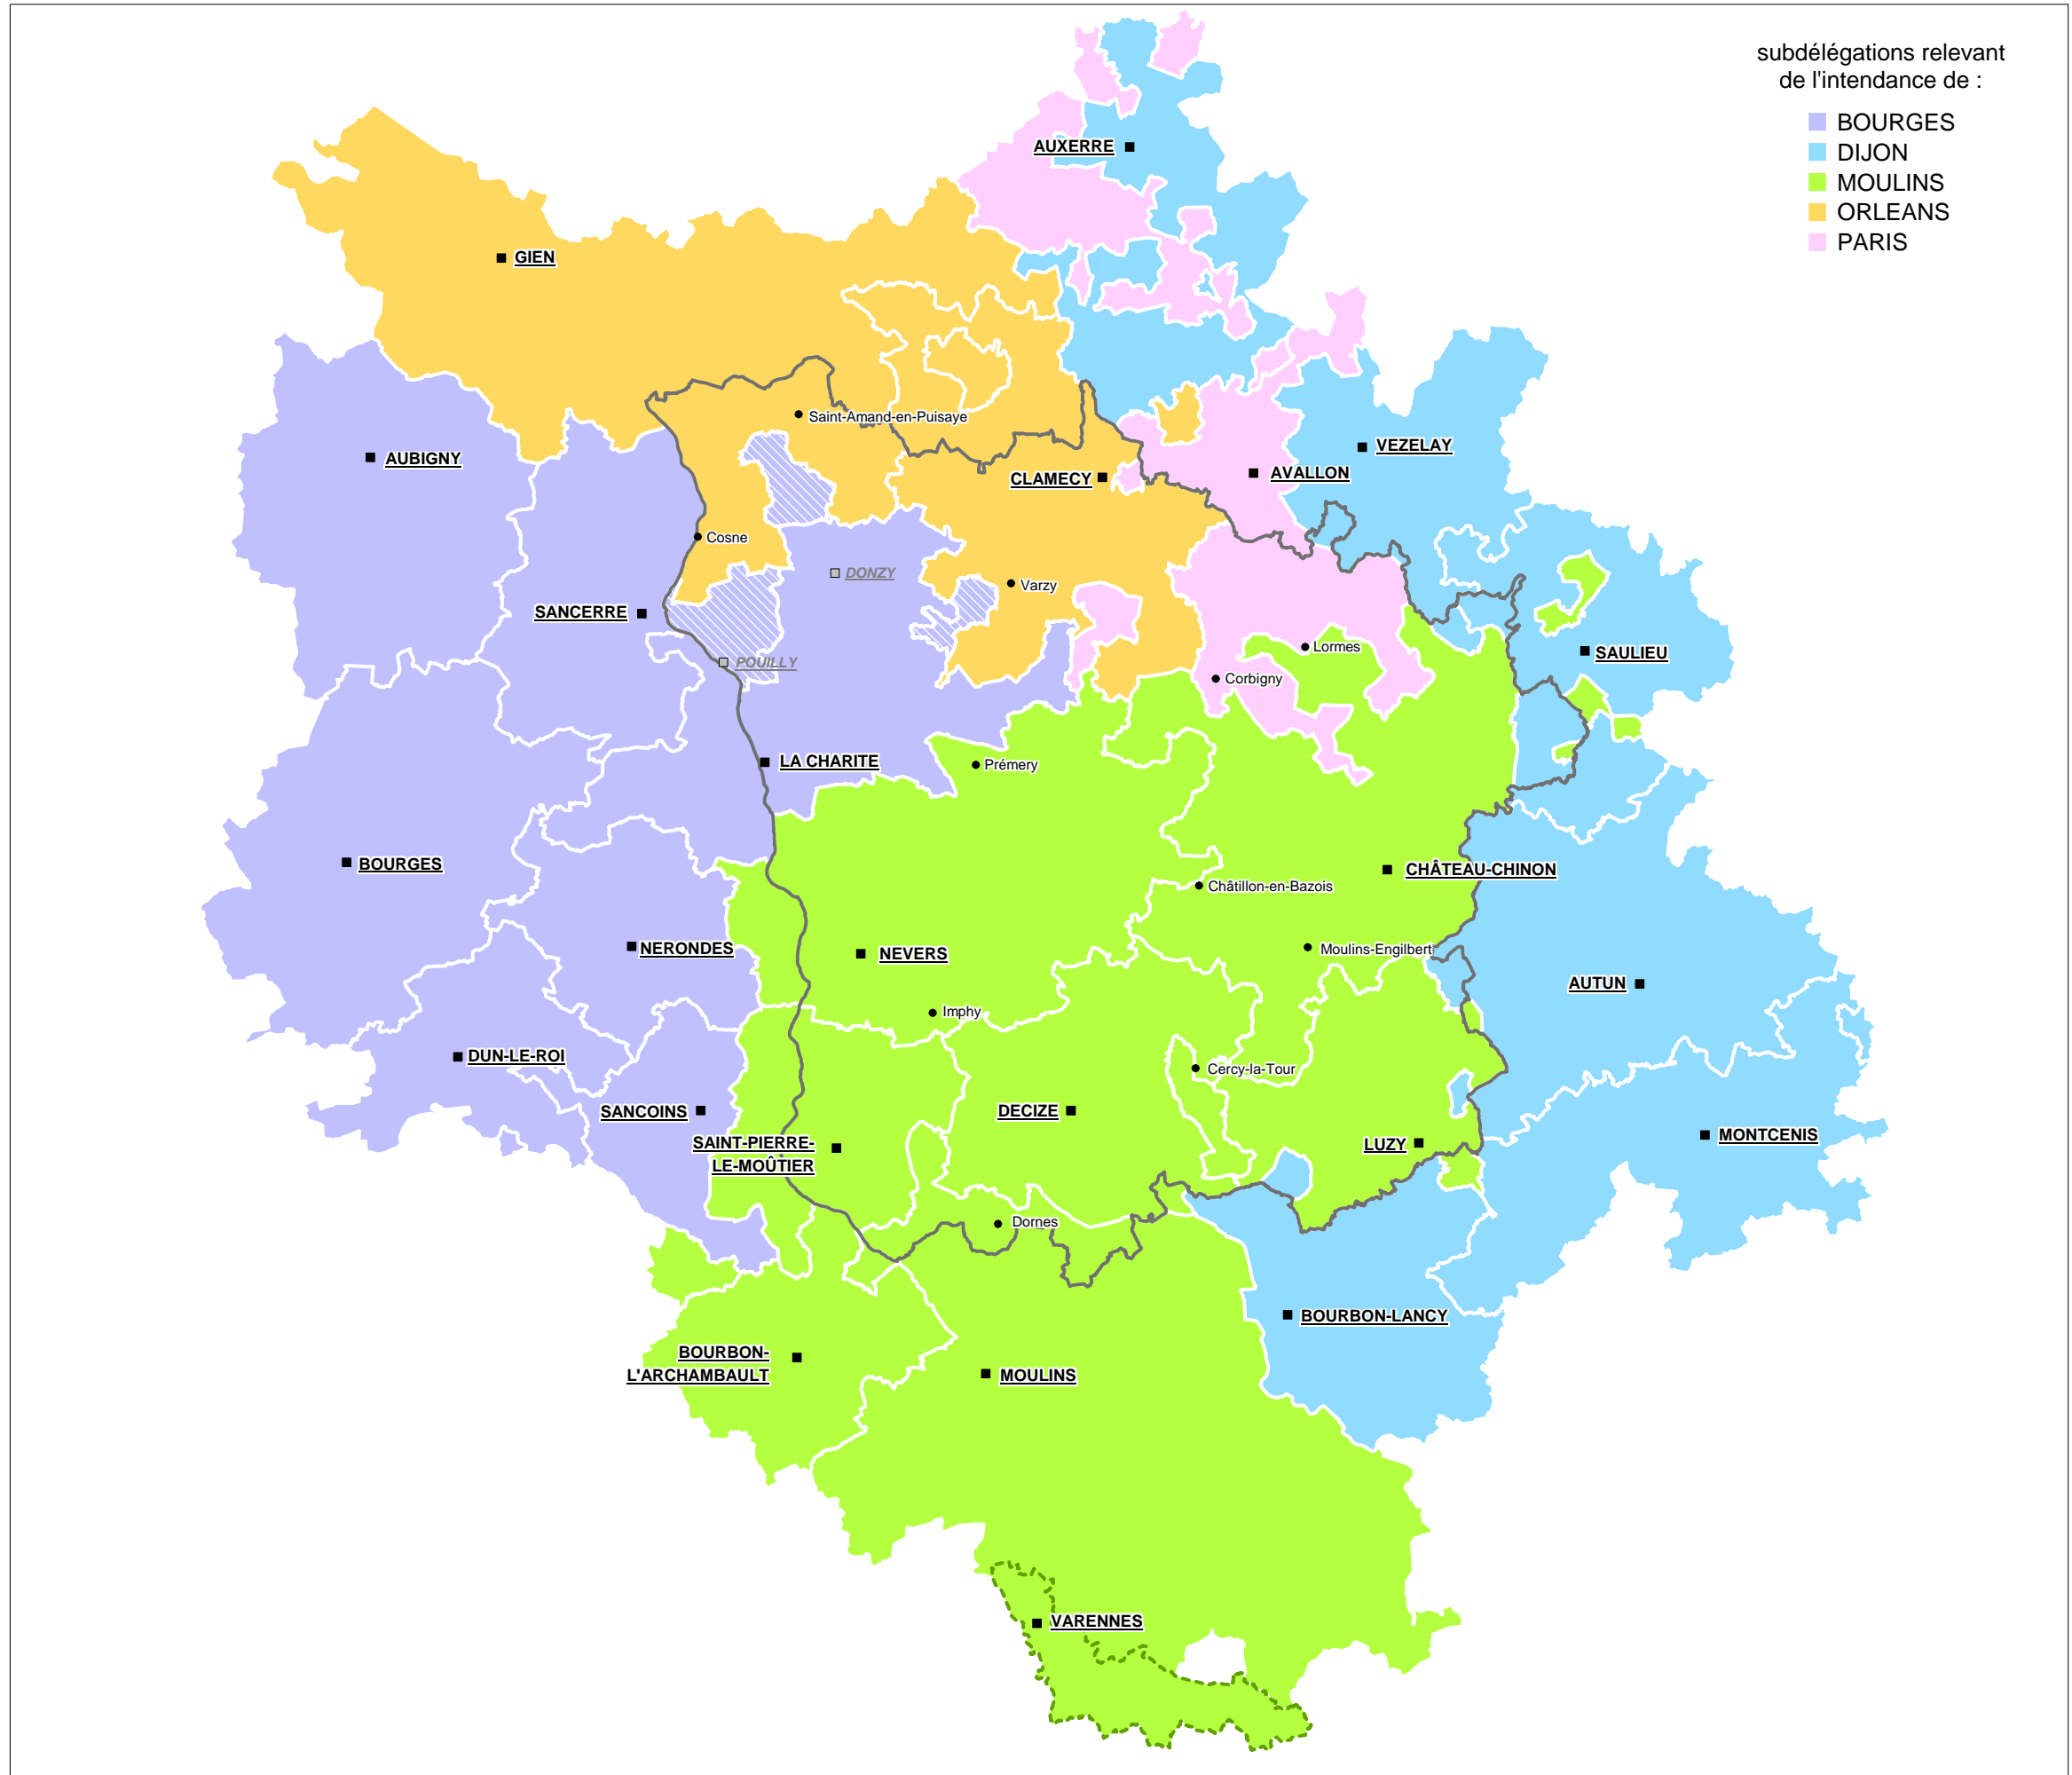 subdélégations relevant
de l'intendance de :
BOURGES
DIJON
MOULINS
ORLEANS
PARIS
AUXERRE
GIEN
Saint-Amand-en-Puisaye
AUBIGNY
CLAMECY
AVALLON
VEZELAY
Cosne
DONZY
Varzy
SANCERRE
POUILLY
Lormes
Corbigny
SAULIEU
LA CHARITE
Prémery
BOURGES
CHÂTEAU-CHINON
Châtillon-en-Bazois
NERONDES
NEVERS
Moulins-Engilbert
AUTUN
Imphy
DUN-LE-ROI
Cercy-la-Tour
SANCOINS
DECIZE
SAINT-PIERRE-
LE-MOÛTIER
LUZY
MONTCENIS
Dornes
BOURBON-LANCY
BOURBON-
L'ARCHAMBAULT
MOULINS
VARENNES